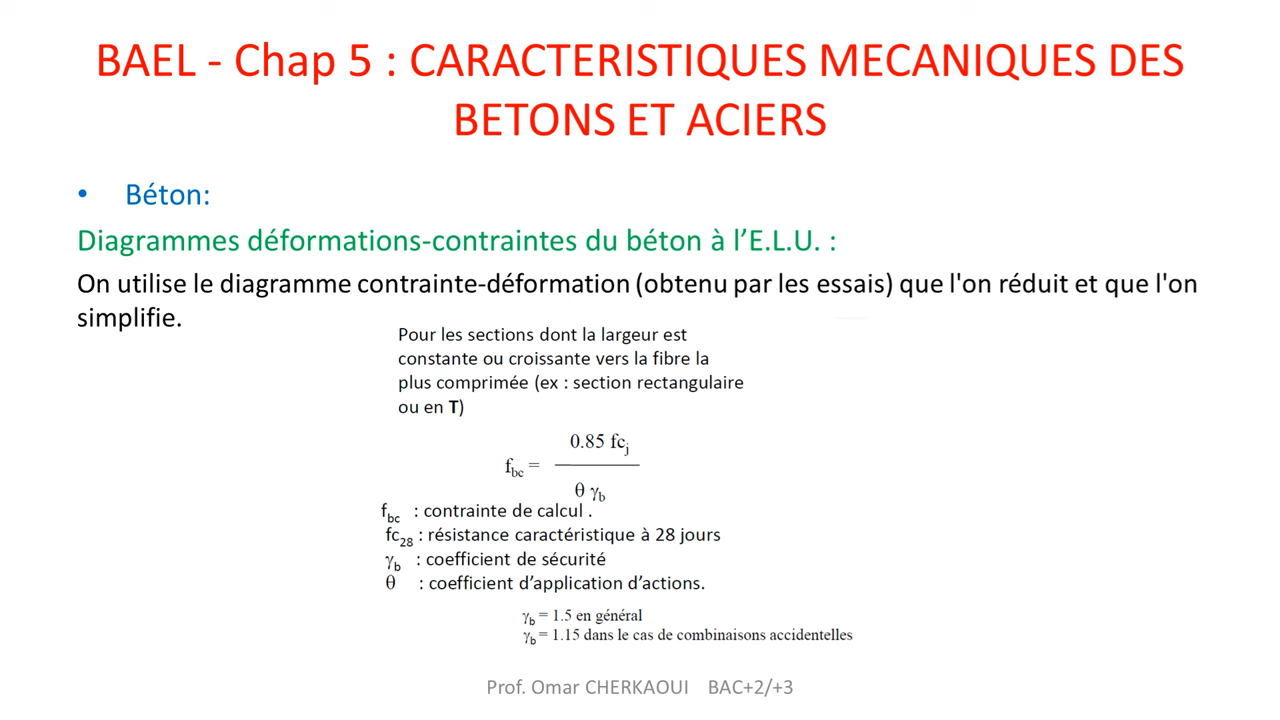 BAEL - Chap 5 : CARACTERISTIQUES MECANIQUES DES
BETONS ET ACIERS
• Béton:
Diagrammes déformations-contraintes du béton à l’E.L.U. :
On utilise le diagramme contrainte-déformation (obtenu par les essais) que l'on réduit et que l'on
simplifie.
Pour les sections dont la largeur est
constante ou croissante vers la fibre la
plus comprimée (ex : section rectangulaire
ou en T)
0.85 fcj
fbc =
θ γb
fbc : contrainte de calcul .
fc28 : résistance caractéristique à 28 jours
γb : coefficient de sécurité
θ : coefficient d’application d’actions.
γb = 1.5 en général
γb = 1.15 dans le cas de combinaisons accidentelles
Prof. Omar CHERKAOUI BAC+2/+3